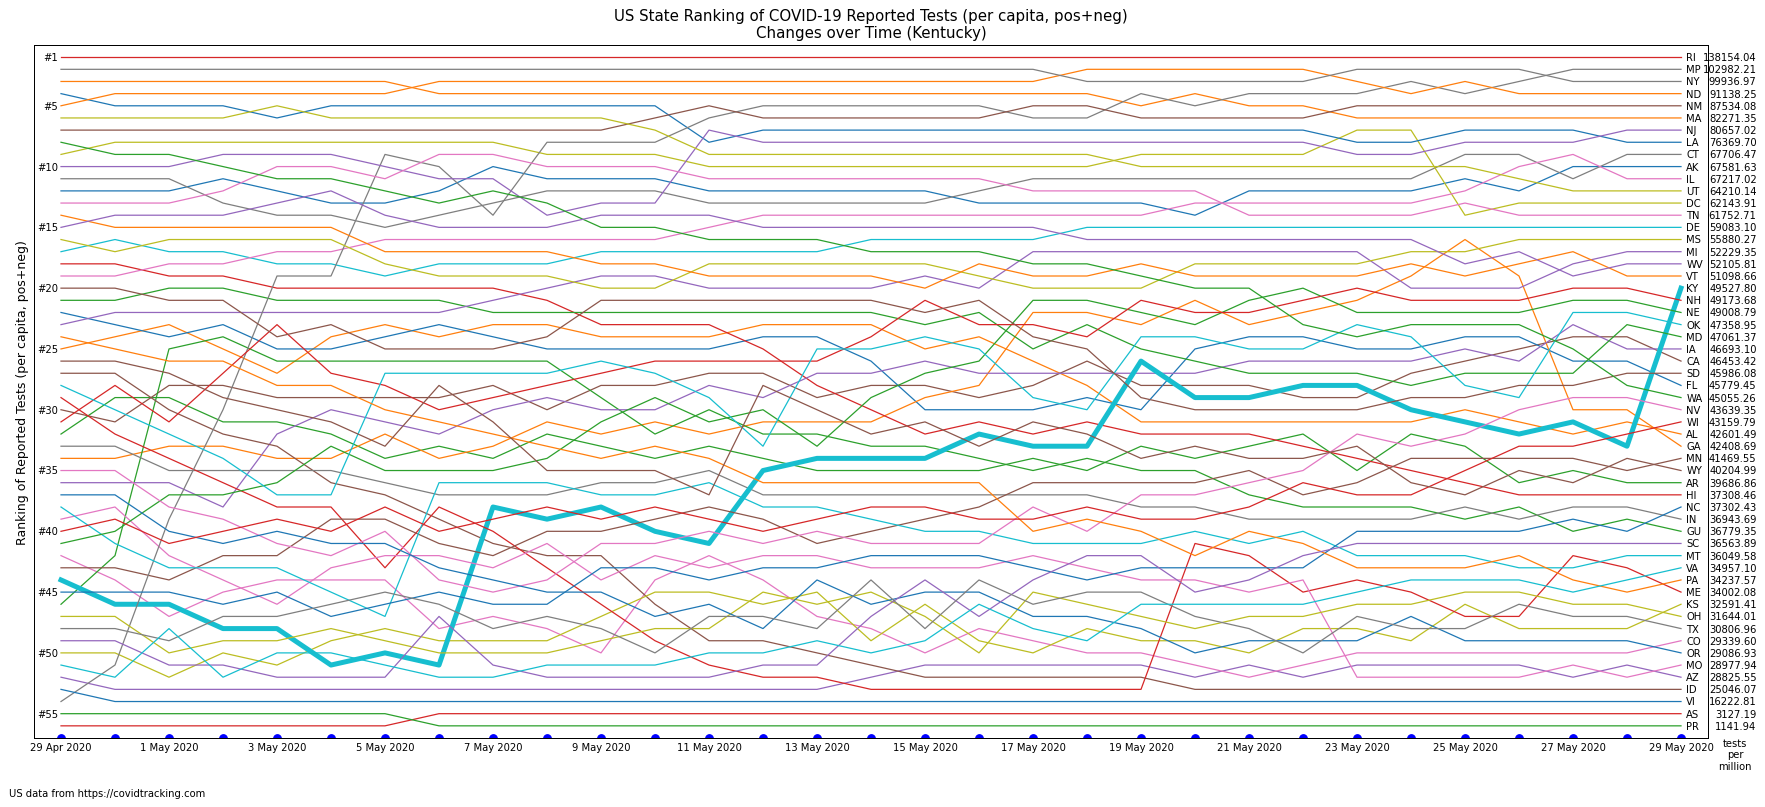 US State Ranking of COVID-19 Reported Tests (per capita, pos+neg)
Changes over Time (Kentucky)
Ranking of Reported Tests (per capita, pos+neg)
#1
#5
#10
#15
#20
#25
#30
#35
#40
#45
#50
#55
RI 138154.04
MP 102982.21
NY 99936.97
ND 91138.25
NM 87534.08
MA 82271.35
NJ 80657.02
LA 76369.70
CT 67706.47
AK 67581.63
IL 67217.02
UT 64210.14
DC 62143.91
TN 61752.71
DE 59083.10
MS 55880.27
MI 52229.35
WV 52105.81
VT 51098.66
KY 49527.80
NH 49173.68
NE 49008.79
OK 47358.95
MD 47061.37
IA 46693.10
CA 46453.42
SD 45986.08
FL 45779.45
WA 45055.26
NV 43639.35
WI 43159.79
AL 42601.49
GA 42408.69
MN 41469.55
WY 40204.99
AR 39686.86
HI 37308.46
NC 37302.43
IN 36943.69
GU 36779.35
SC 36563.89
MT 36049.58
VA 34957.10
PA 34237.57
ME 34002.08
KS 32591.41
OH 31644.01
TX 30806.96
CO 29339.60
OR 29086.93
MO 28977.94
AZ 28825.55
ID 25046.07
VI 16222.81
AS 3127.19
PR 1141.94
29 Apr 2020 1 May 2020 3 May 2020 5 May 2020 7 May 2020 9 May 2020 11 May 2020 13 May 2020 15 May 2020 17 May 2020 19 May 2020 21 May 2020 23 May 2020 25 May 2020 27 May 2020 29 May 2020
tests
per
million
US data from https://covidtracking.com